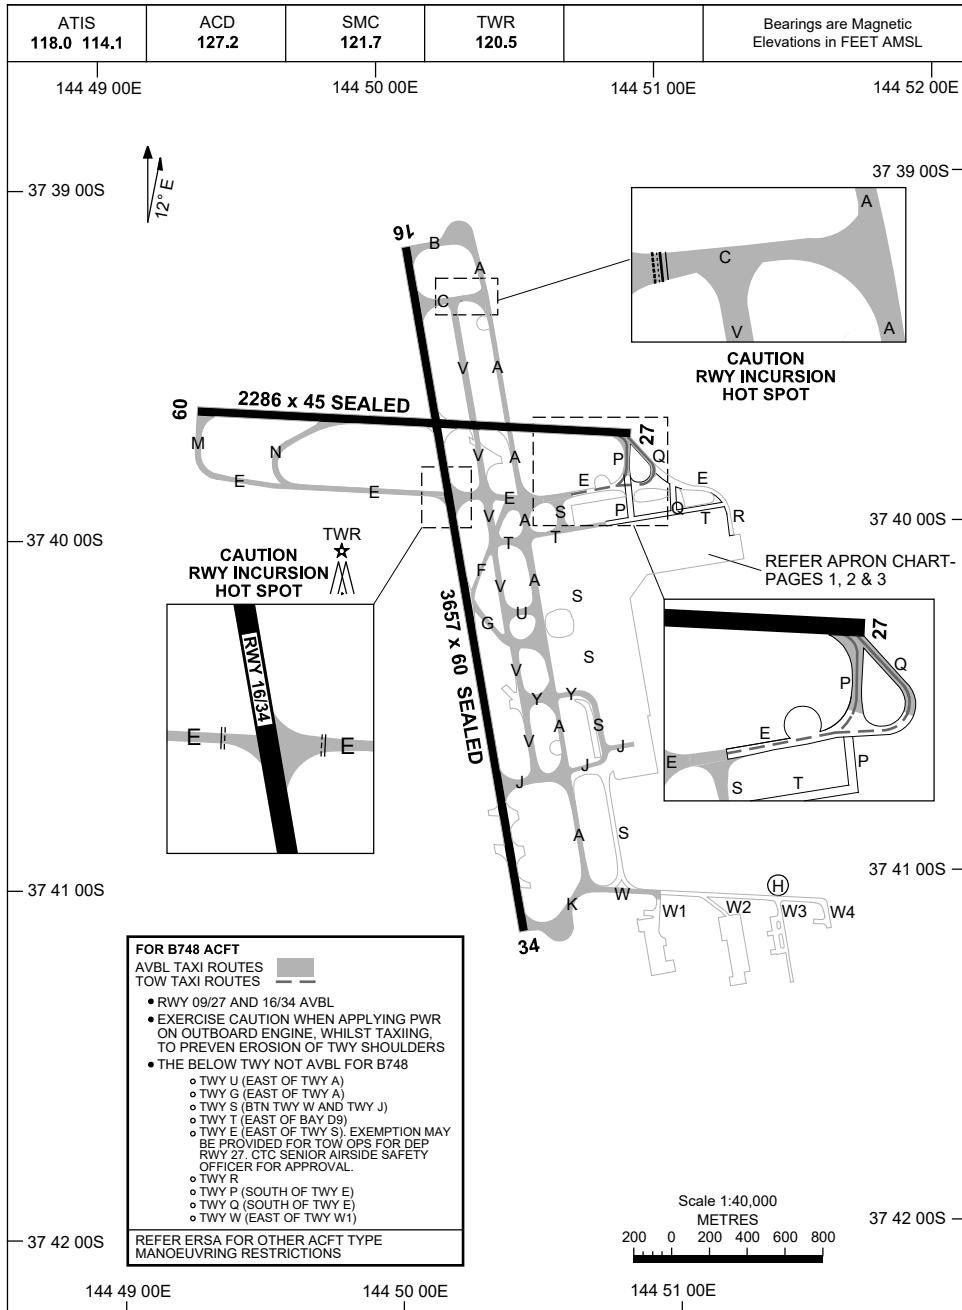 ATIS
118.0 114.1
ACD
127.2
SMC
121.7
TWR
120.5
Bearings are Magnetic
Elevations in FEET AMSL
144 49 00E
144 50 00E
144 51 00E
144 52 00E
37 39 00S
37 39 00S
12° E
16
B
A
C
V
A
A
C
V
A
CAUTION
RWY INCURSION
HOT SPOT
09
2286 x 45 SEALED
27
M
N
V
A
P
Q
E
E
E
E
E
S
P
Q
T
R
V
A
T
T
37 40 00S
37 40 00S
TWR
CAUTION
RWY INCURSION
HOT SPOT
REFER APRON CHART-
PAGES 1, 2 & 3
F
V
A
S
U
G
S
V
3657 x 60 SEALED
Y
Y
A
S
V
J
J
J
RWY 16/34
E
E
27
Q
P
E
E
P
S
T
A
S
37 41 00S
37 41 00S
K
W
H
W1
W2
W3
W4
34
FOR B748 ACFT
AVBL TAXI ROUTES
TOW TAXI ROUTES
• RWY 09/27 AND 16/34 AVBL
• EXERCISE CAUTION WHEN APPLYING PWR
ON OUTBOARD ENGINE, WHILST TAXIING,
TO PREVEN EROSION OF TWY SHOULDERS
• THE BELOW TWY NOT AVBL FOR B748
o TWY U (EAST OF TWY A)
o TWY G (EAST OF TWY A)
o TWY S (BTN TWY W AND TWY J)
o TWY T (EAST OF BAY D9)
o TWY E (EAST OF TWY S). EXEMPTION MAY
BE PROVIDED FOR TOW OPS FOR DEP
RWY 27. CTC SENIOR AIRSIDE SAFETY
OFFICER FOR APPROVAL.
o TWY R
o TWY P (SOUTH OF TWY E)
o TWY Q (SOUTH OF TWY E)
o TWY W (EAST OF TWY W1)
REFER ERSA FOR OTHER ACFT TYPE
MANOEUVRING RESTRICTIONS
Scale 1:40,000
METRES
200 0 200 400 600 800
37 42 00S
37 42 00S
144 49 00E
144 50 00E
144 51 00E